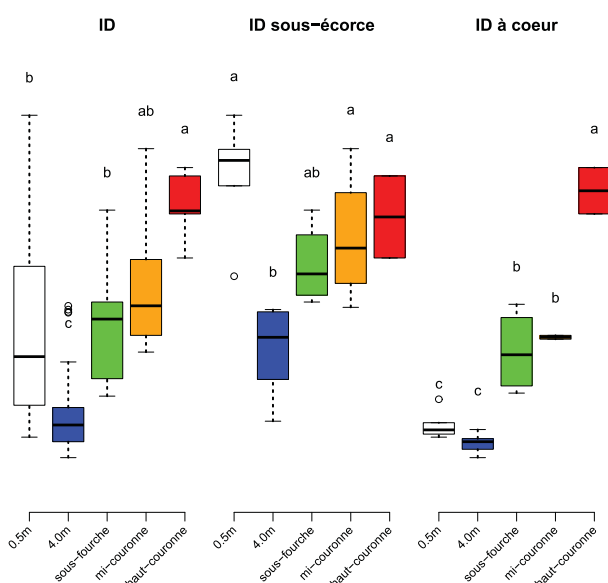 ID
ID sous−écorce
ID à coeur
b
c
b
ab
a
a
b
ab
a
a
c
c
b
b
a
0.5m
4.0m
sous−fourche
mi−couronne
haut−couronne
0.5m
4.0m
sous−fourche
mi−couronne
haut−couronne
0.5m
4.0m
sous−fourche
mi−couronne
haut−couronne